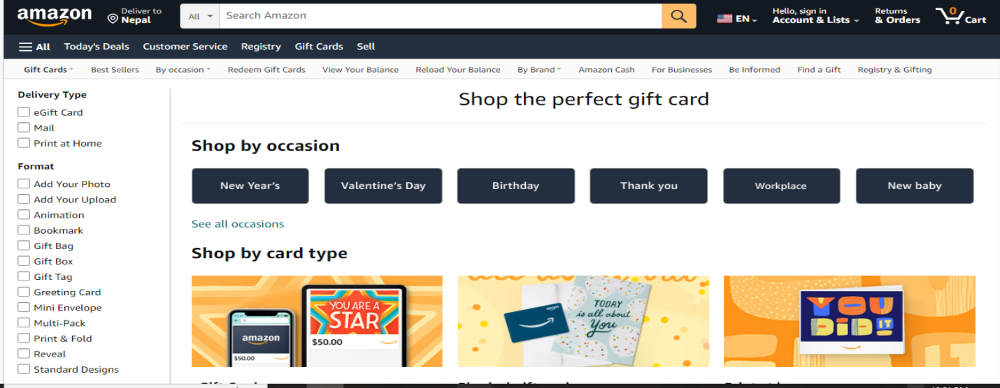 amazon
Deliver to
Nepal
All
Search Amazon
EN
Hello, sign in
Account & Lists
Returns
& Orders
0
Cart
All
Today's Deals
Customer Service
Registry
Gift Cards
Sell
Gift Cards
Best Sellers
By occasion
Redeem Gift Cards
View Your Balance
Reload Your Balance
By Brand
Amazon Cash
For Businesses
Be Informed
Find a Gift
Registry & Gifting
Delivery Type
eGift Card
Mail
Print at Home
Format
Add Your Photo
Add Your Upload
Animation
Bookmark
Gift Bag
Gift Box
Gift Tag
Greeting Card
Mini Envelope
Multi-Pack
Print & Fold
Reveal
Standard Designs
Shop the perfect gift card
Shop by occasion
New Year's
Valentine's Day
Birthday
Thank you
Workplace
New baby
See all occasions
Shop by card type
amazon
$50.00
YOU ARE A
STAR
$50.00
amazon
TODAY
is all about
You
YOU
DID IT!